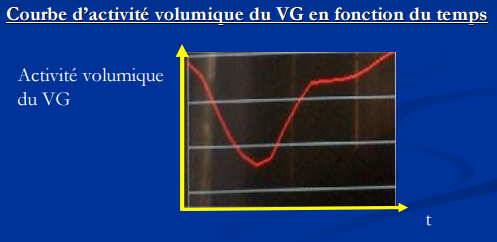 Courbe d’activité volumique du VG en fonction du temps
Activité volumique
du VG
t